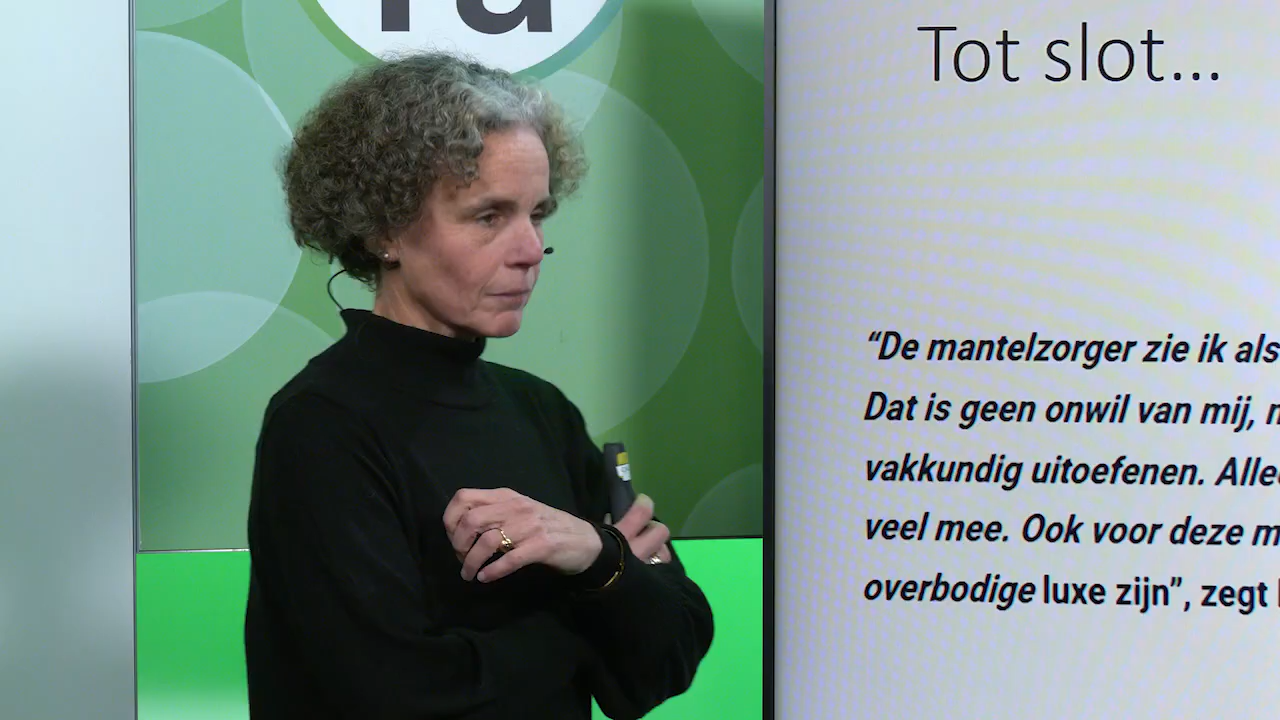 ra
Tot slot...
“De mantelzorger zie ik als
Dat is geen onwil van mij,
vakkundig uitoefenen.
veel mee. Ook voor deze
overbodige luxe zijn”, zegt